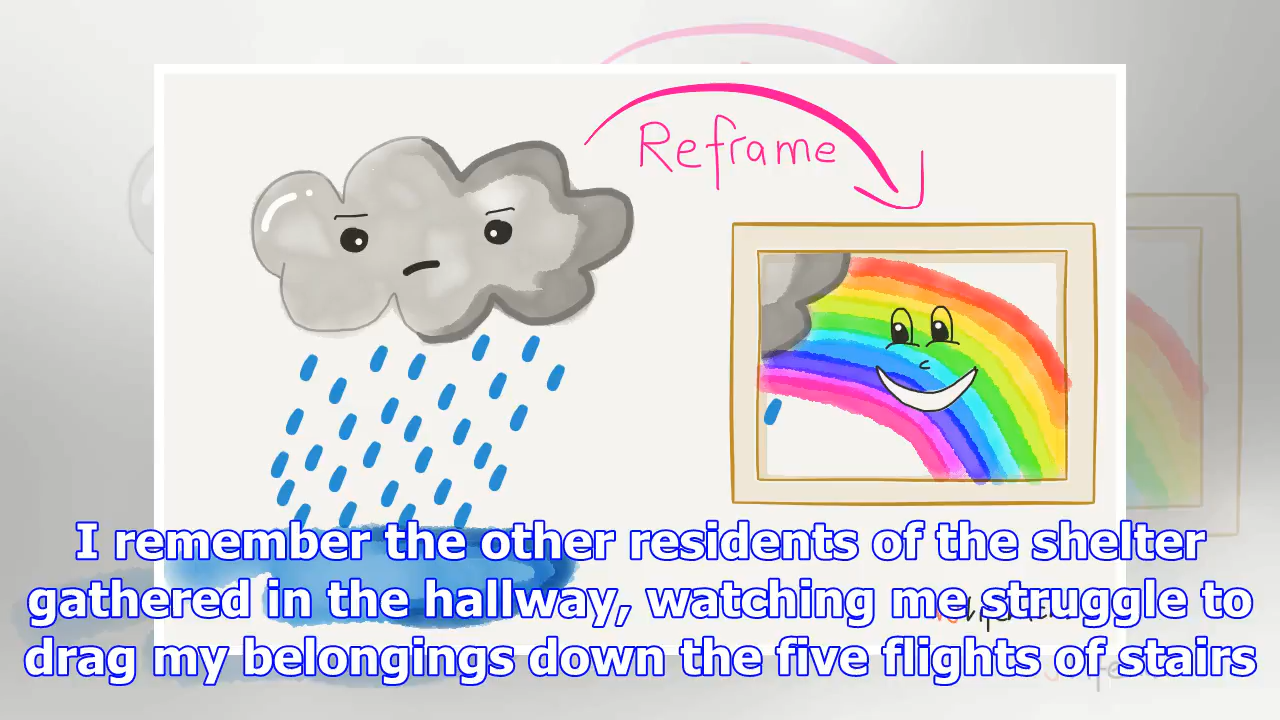 Reframe
I remember the other residents of the shelter
gathered in the hallway, watching me struggle to
drag my belongings down the five flights of stairs